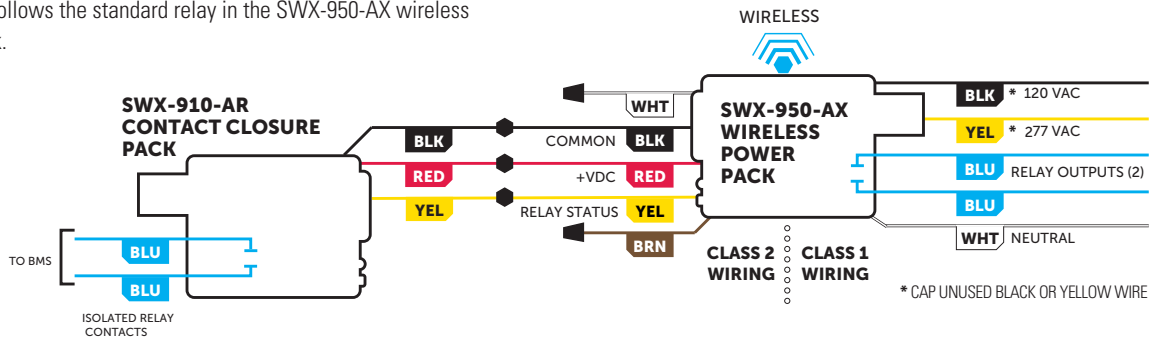 ollows the standard relay in the SWX-950-AX wireless
.
WIRELESS
SWX-910-AR
CONTACT CLOSURE
PACK
WHT
BLK
COMMON
BLK
RED
+VDC
RED
YEL
RELAY STATUS
YEL
BRN
SWX-950-AX
WIRELESS
POWER
PACK
BLK * 120 VAC
YEL * 277 VAC
BLU RELAY OUTPUTS (2)
BLU
WHT NEUTRAL
CLASS 2
WIRING
CLASS 1
WIRING
* CAP UNUSED BLACK OR YELLOW WIRE
TO BMS
BLU
BLU
ISOLATED RELAY
CONTACTS